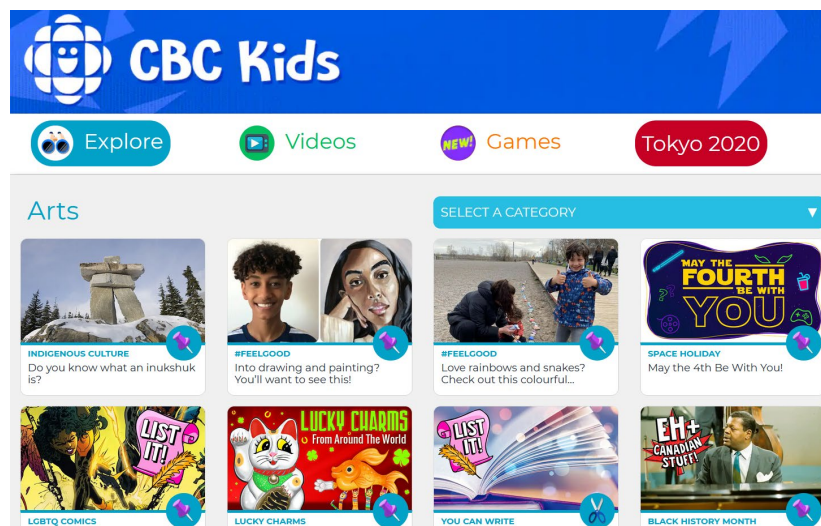 CBC Kids
Explore
Videos
NEW!
Games
Tokyo 2020
Arts
SELECT A CATEGORY
MAY THE
FOURTH
BE WITH
YOU
INDIGENOUS CULTURE
Do you know what an inukshuk
is?
#FEELGOOD
Into drawing and painting?
You'll want to see this!
#FEELGOOD
Love rainbows and snakes?
Check out this colourful...
SPACE HOLIDAY
May the 4th Be With You!
LIST
IT!
LUCKY CHARMS
From Around The World
LIST
IT!
EH+
CANADIAN
STUFF!
LGBTQ COMICS
LUCKY CHARMS
YOU CAN WRITE
BLACK HISTORY MONTH